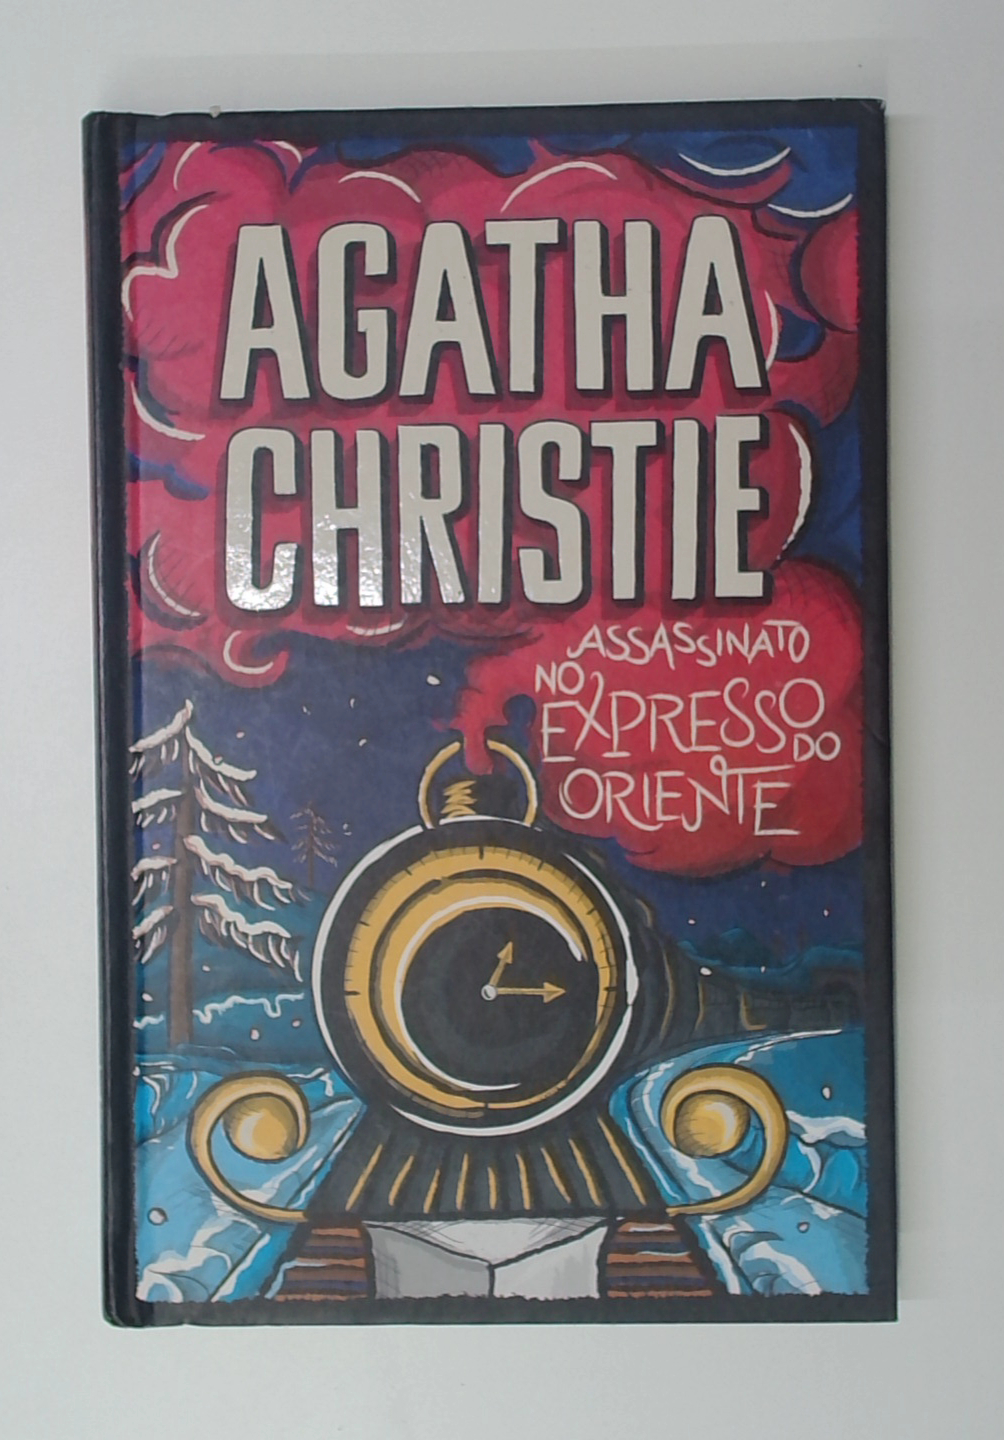 AGATHA
CHRISTIE
ASSASSINATO
NO
EXPRESSO
DO
ORIENTE